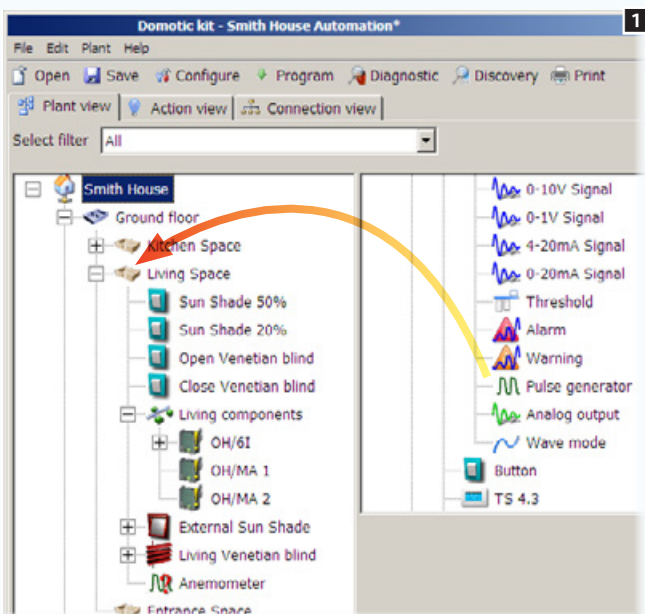 Domotic kit - Smith House Automation*
1
File Edit Plant Help
Open Save Configure Program Diagnostic Discovery Print
Plant view Action view Connection view
Select filter All
Smith House
Ground floor
Kitchen Space
Living Space
Sun Shade 50%
Sun Shade 20%
Open Venetian blind
Close Venetian blind
Living components
OH/6I
OH/MA 1
OH/MA 2
External Sun Shade
Living Venetian blind
Anemometer
Entrance Space
0-10V Signal
0-1V Signal
4-20mA Signal
0-20mA Signal
Threshold
Alarm
Warning
Pulse generator
Analog output
Wave mode
Button
TS 4.3